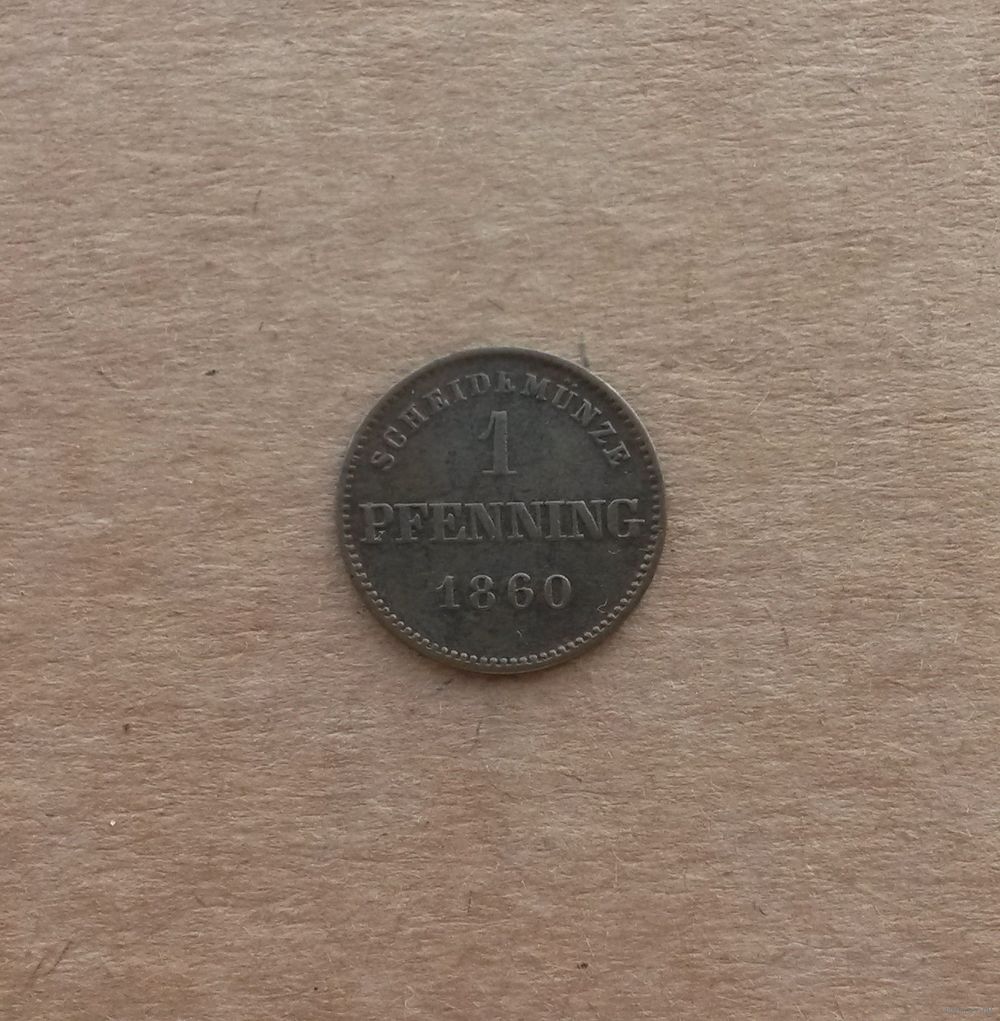 SCHEIDEMÜNZE
1
PFENNING
1860